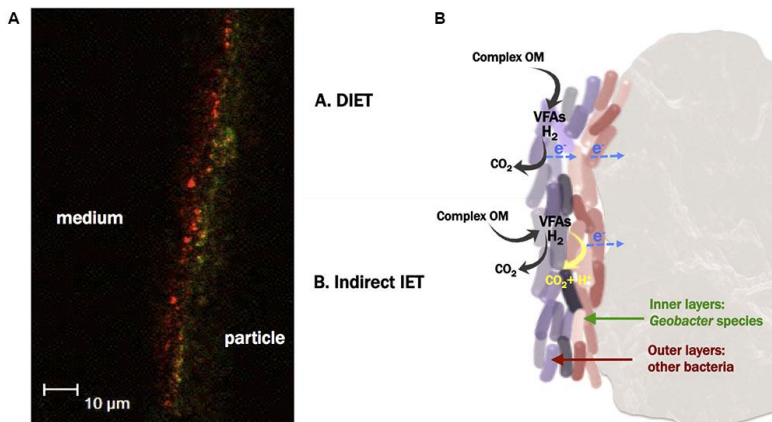 A
medium
particle
10 μm
A. DIET
B. Indirect IET
B
Complex OM
VFAs
H₂
CO₂
e⁻
e⁻
Complex OM
VFAs
H₂
e⁻
CO₂
CO₂+ H⁺
Inner layers:
Geobacter species
Outer layers:
other bacteria